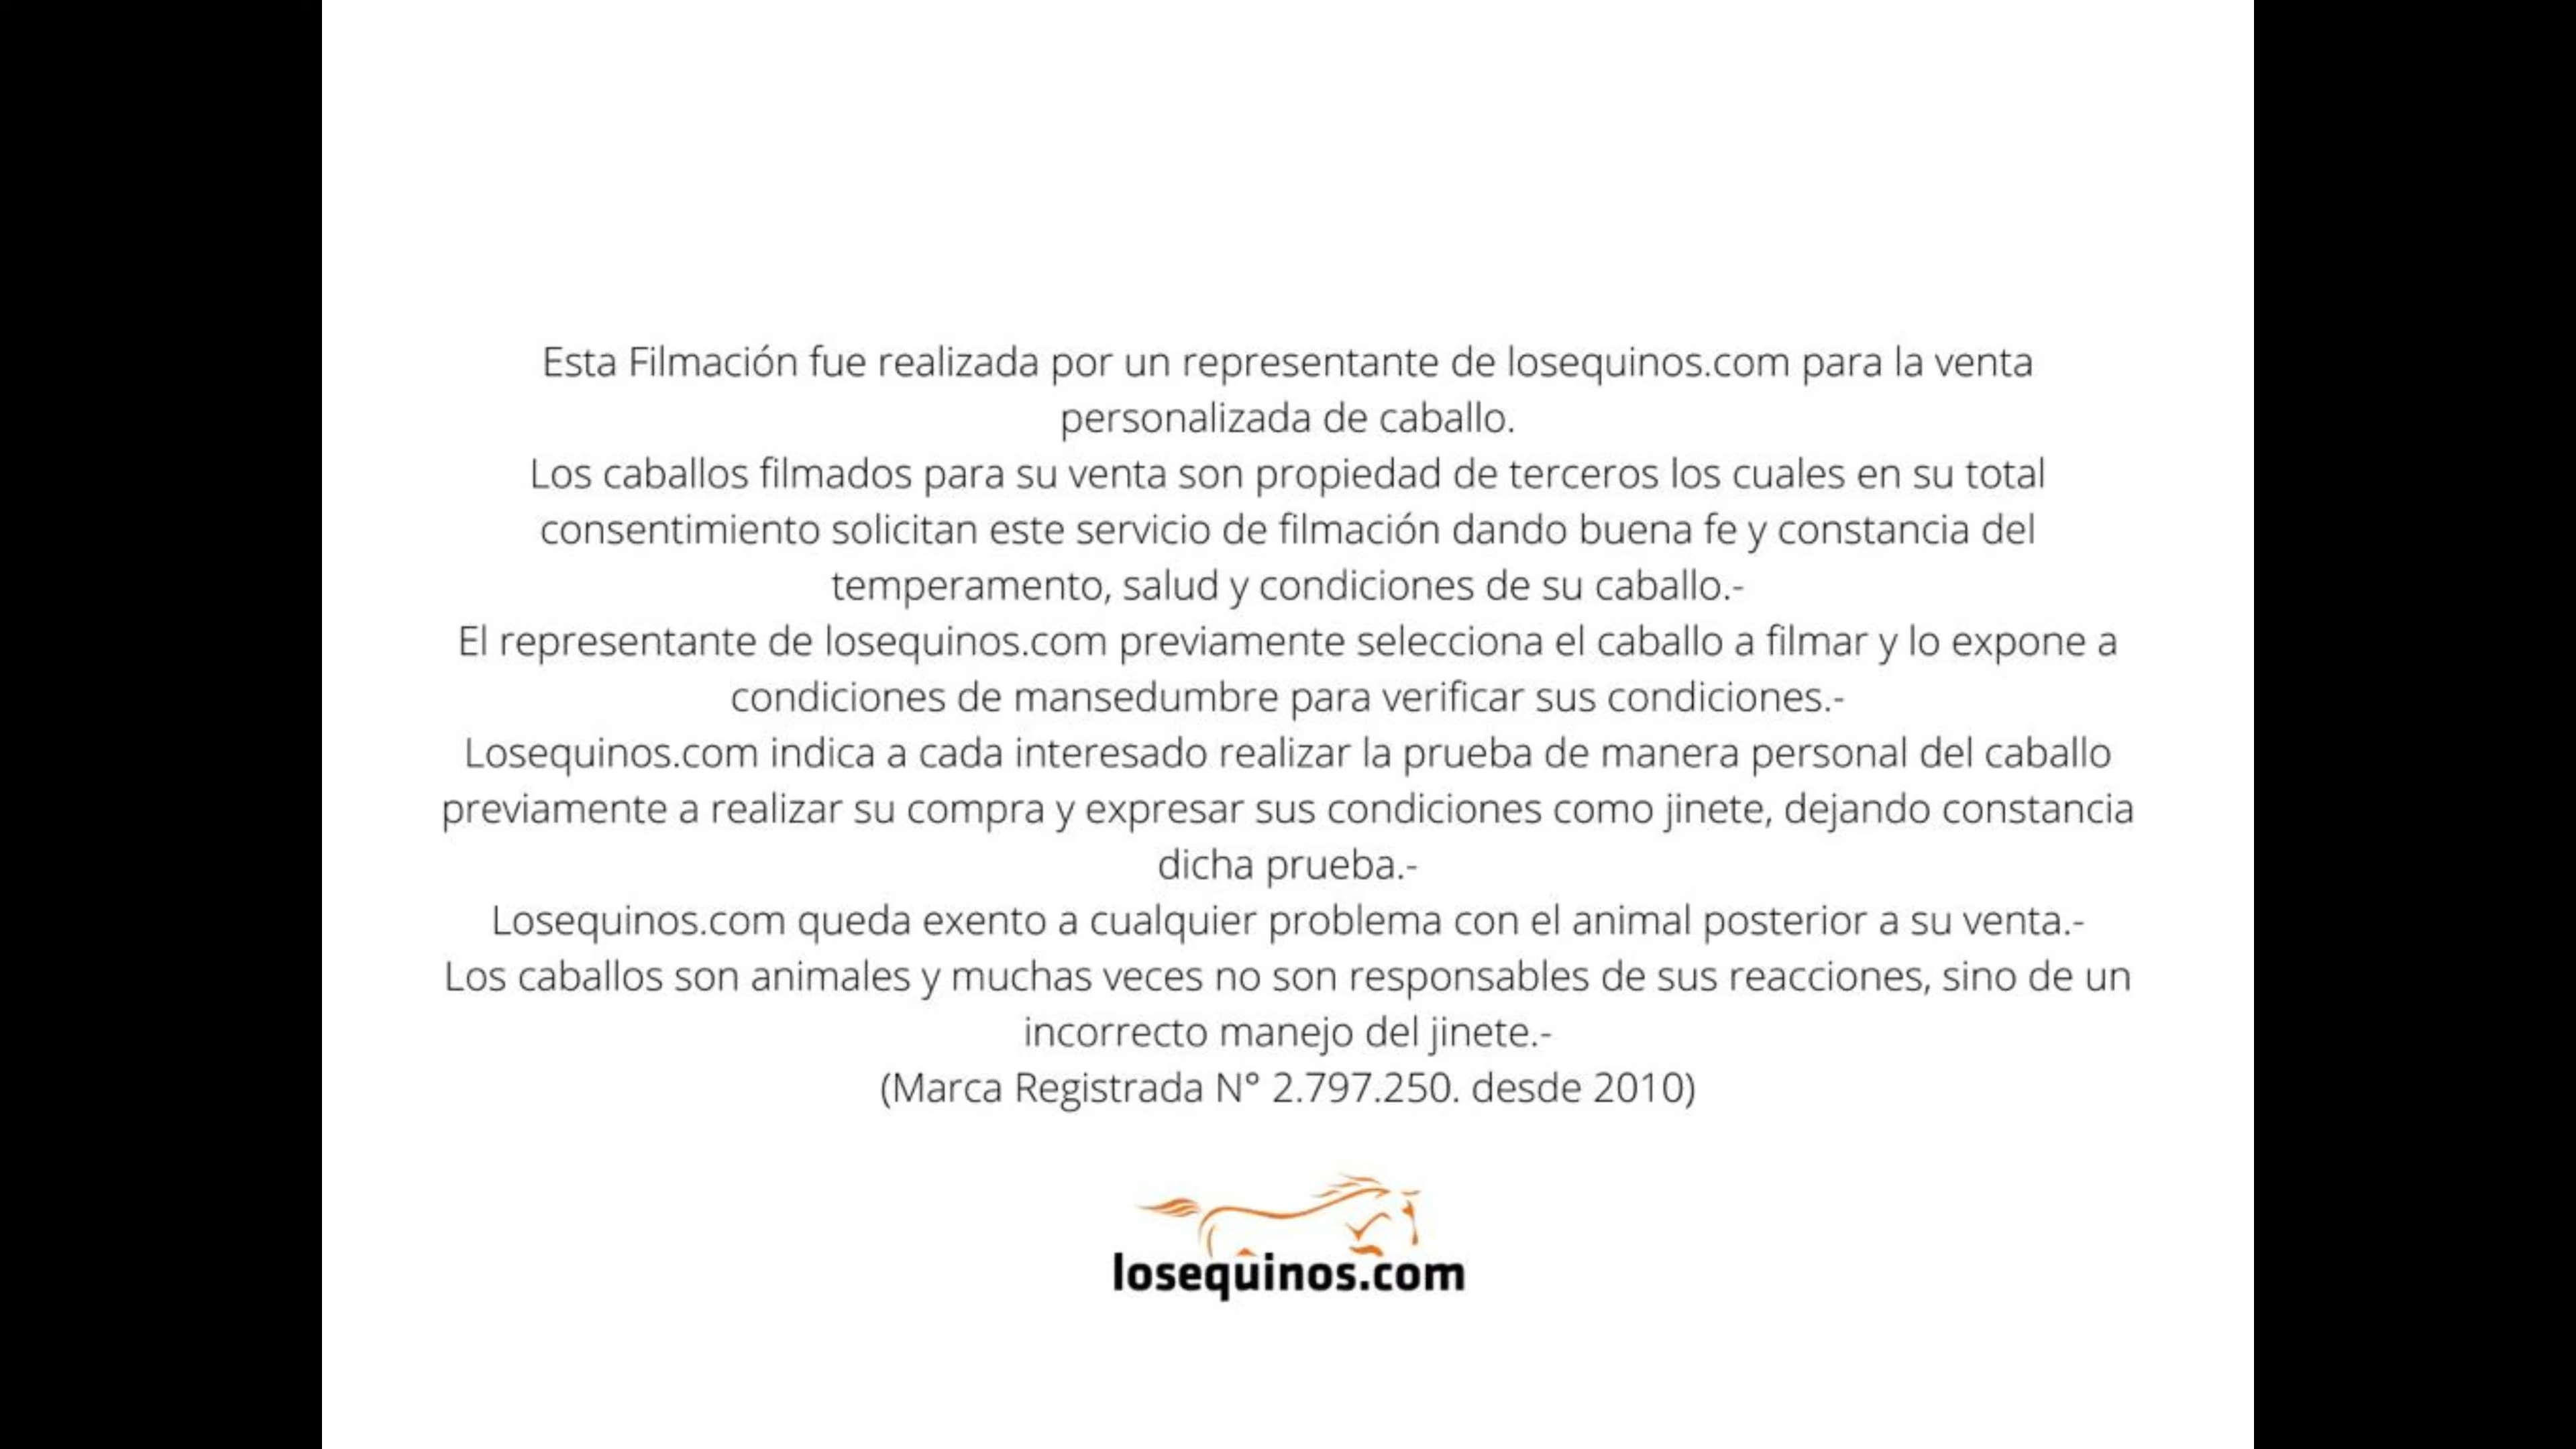 Esta Filmación fue realizada por un representante de losequinos.com para la venta
personalizada de caballo.
Los caballos filmados para su venta son propiedad de terceros los cuales en su total
consentimiento solicitan este servicio de filmación dando buena fe y constancia del
temperamento, salud y condiciones de su caballo.-
El representante de losequinos.com previamente selecciona el caballo a filmar y lo expone a
condiciones de mansedumbre para verificar sus condiciones.-
Losequinos.com indica a cada interesado realizar la prueba de manera personal del caballo
previamente a realizar su compra y expresar sus condiciones como jinete, dejando constancia
dicha prueba.-
Losequinos.com queda exento a cualquier problema con el animal posterior a su venta.-
Los caballos son animales y muchas veces no son responsables de sus reacciones, sino de un
incorrecto manejo del jinete.-
(Marca Registrada N° 2.797.250. desde 2010)
losequinos.com